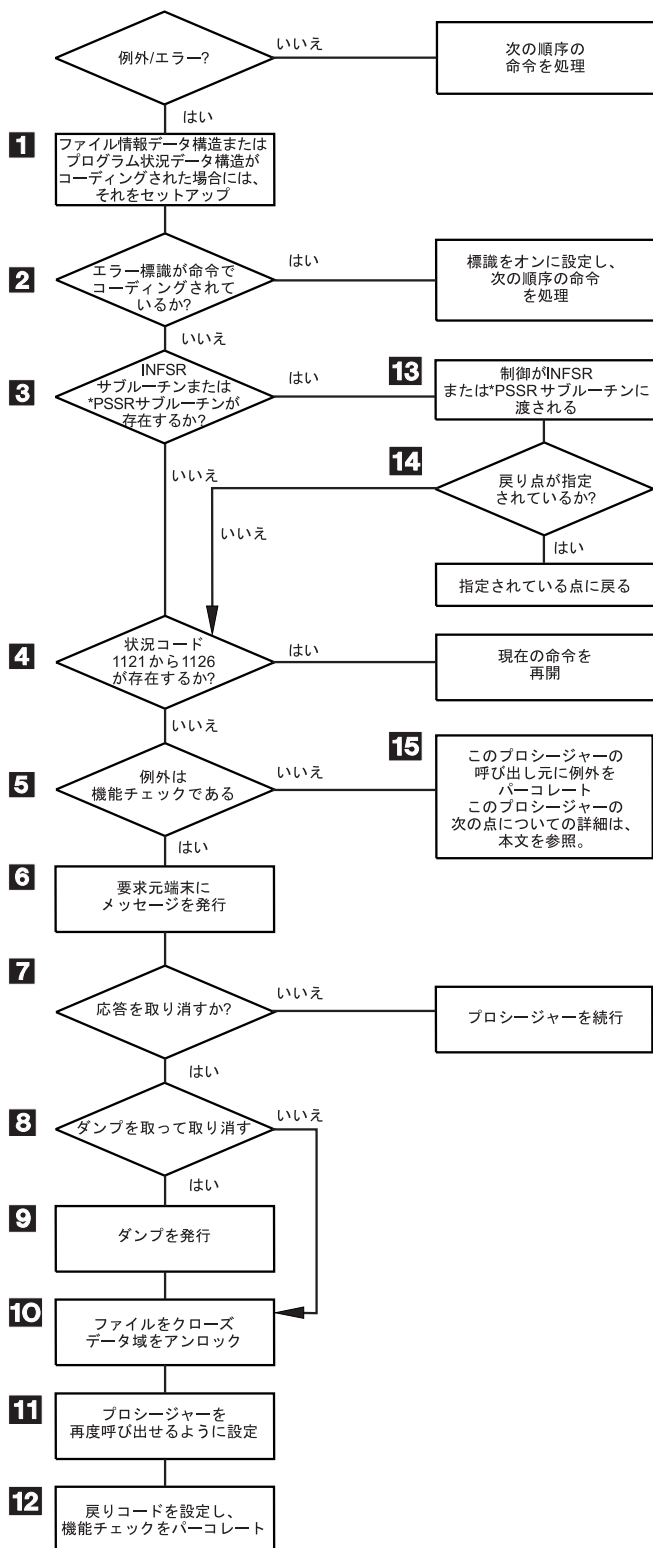 例外/エラー?
いいえ
次の順序の
命令を処理
はい
1
ファイル情報データ構造または
プログラム状況データ構造が
コーディングされた場合には、
それをセットアップ
2
エラー標識が命令で
コーディングされて
いるか?
はい
標識をオンに設定し、
次の順序の命令
を処理
いいえ
3
INFSR
サブルーチンまたは
*PSSRサブルーチンが
存在するか?
はい
13
制御がINFSR
または*PSSR サブルーチンに
渡される
いいえ
14
戻り点が指定
されているか?
いいえ
はい
指定されている点に戻る
4
状況コード
1121から1126
が存在するか?
はい
現在の命令を
再開
いいえ
5
例外は
機能チェックである
いいえ
15
このプロシージャーの
呼び出し元に例外を
パーコレート
このプロシージャーの
次の点についての詳細は、
本文を参照。
はい
6
要求元端末に
メッセージを発行
7
応答を取り消すか?
いいえ
プロシージャーを続行
はい
8
ダンプを取って取り消す
いいえ
はい
9
ダンプを発行
10
ファイルをクローズ
データ域をアンロック
11
プロシージャーを
再度呼び出せるように設定
12
戻りコードを設定し、
機能チェックをパーコレート